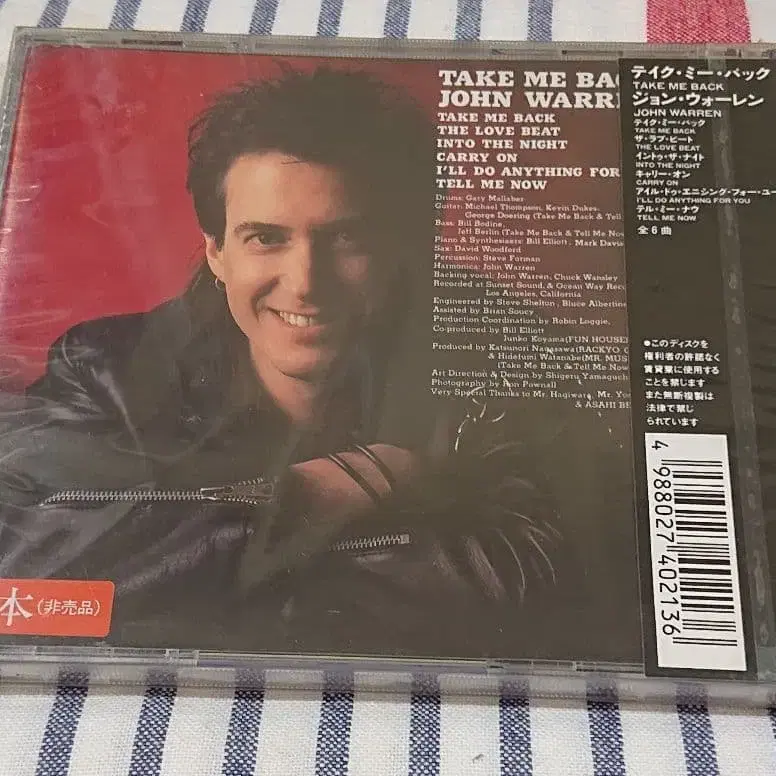 TAKE ME BAC
JOHN WARR
TAKE ME BACK
THE LOVE BEAT
INTO THE NIGHT
CARRY ON
I'LL DO ANYTHING FOR
TELL ME NOW
Drums: Gary Mallaber
Guitar: Michael Thompson, Kevin Dukes,
George Doering (Take Me Back & Tell
Bass: Bill Bodine,
Jeff Berlin (Take Me Back & Tell Me Now
Piano & Synthesizers: Bill Elliott, Mark Davis
Sax: David Woodford
Percussion: Steve Forman
Harmonica: John Warren
Backing vocal: John Warren, Chuck Wansley
Recorded at Sunset Sound, & Ocean Way Rec
Los Angeles, California
Engineered by Steve Shelton, Bluce Albertine
Assisted by Brian Soucy
Production Coordination by Robin Loggie,
Co-produced by Bill Elliott
Junko Koyama(FUN HOUSE
Produced by Katsunori Nagasawa(RACKYO
& Hidefumi Watanabe(MR. MUS
(Take Me Back & Tell Me Now
Art Direction & Design by Shigeru Yamaguch
Photography by Ron Pownall
Very Special Thanks to Mr. Hagiwara, Mr. Yo
& ASAHI BE
テイク・ミー・バック
TAKE ME BACK
ジョン・ウォーレン
JOHN WARREN
テイク・ミー・バック
TAKE ME BACK
ザ・ラブ・ビート
THE LOVE BEAT
イントゥ・ザ・ナイト
INTO THE NIGHT
キャリー・オン
CARRY ON
アイル・ドゥ・エニシング・フォー・ユー
I'LL DO ANYTHING FOR YOU
テル・ミー・ナウ
TELL ME NOW
全6曲
●このディスクを
権利者の許諾なく
賃貸業に使用する
ことを禁じます
また無断複製は
法律で禁じ
られています
4988027402136
本(非売品)